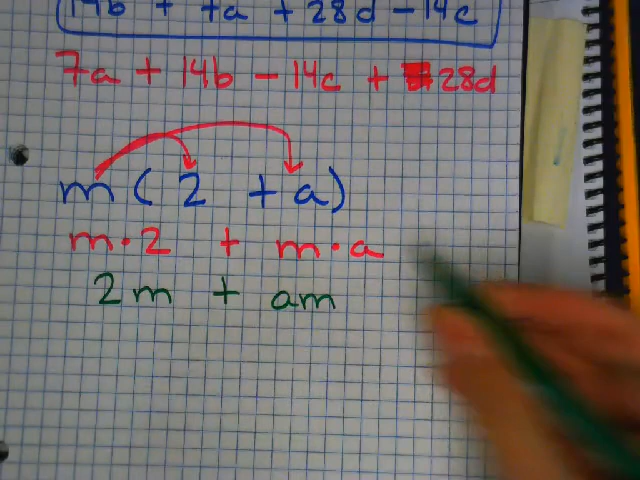 14b + 7a + 28d - 14c
7a + 14b - 14c + 28d
m ( 2 + a )
m · 2 + m · a
2m + am